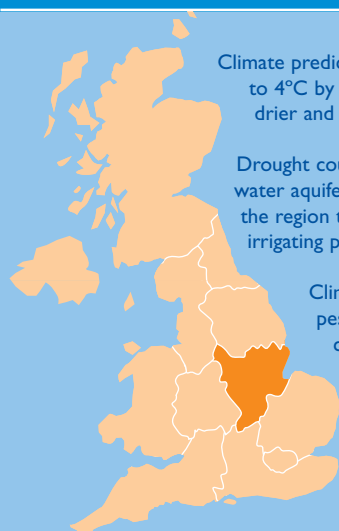 Climate predic
to 4°C by
drier and
Drought cou
water aquife
the region t
irrigating p
Clim
pes